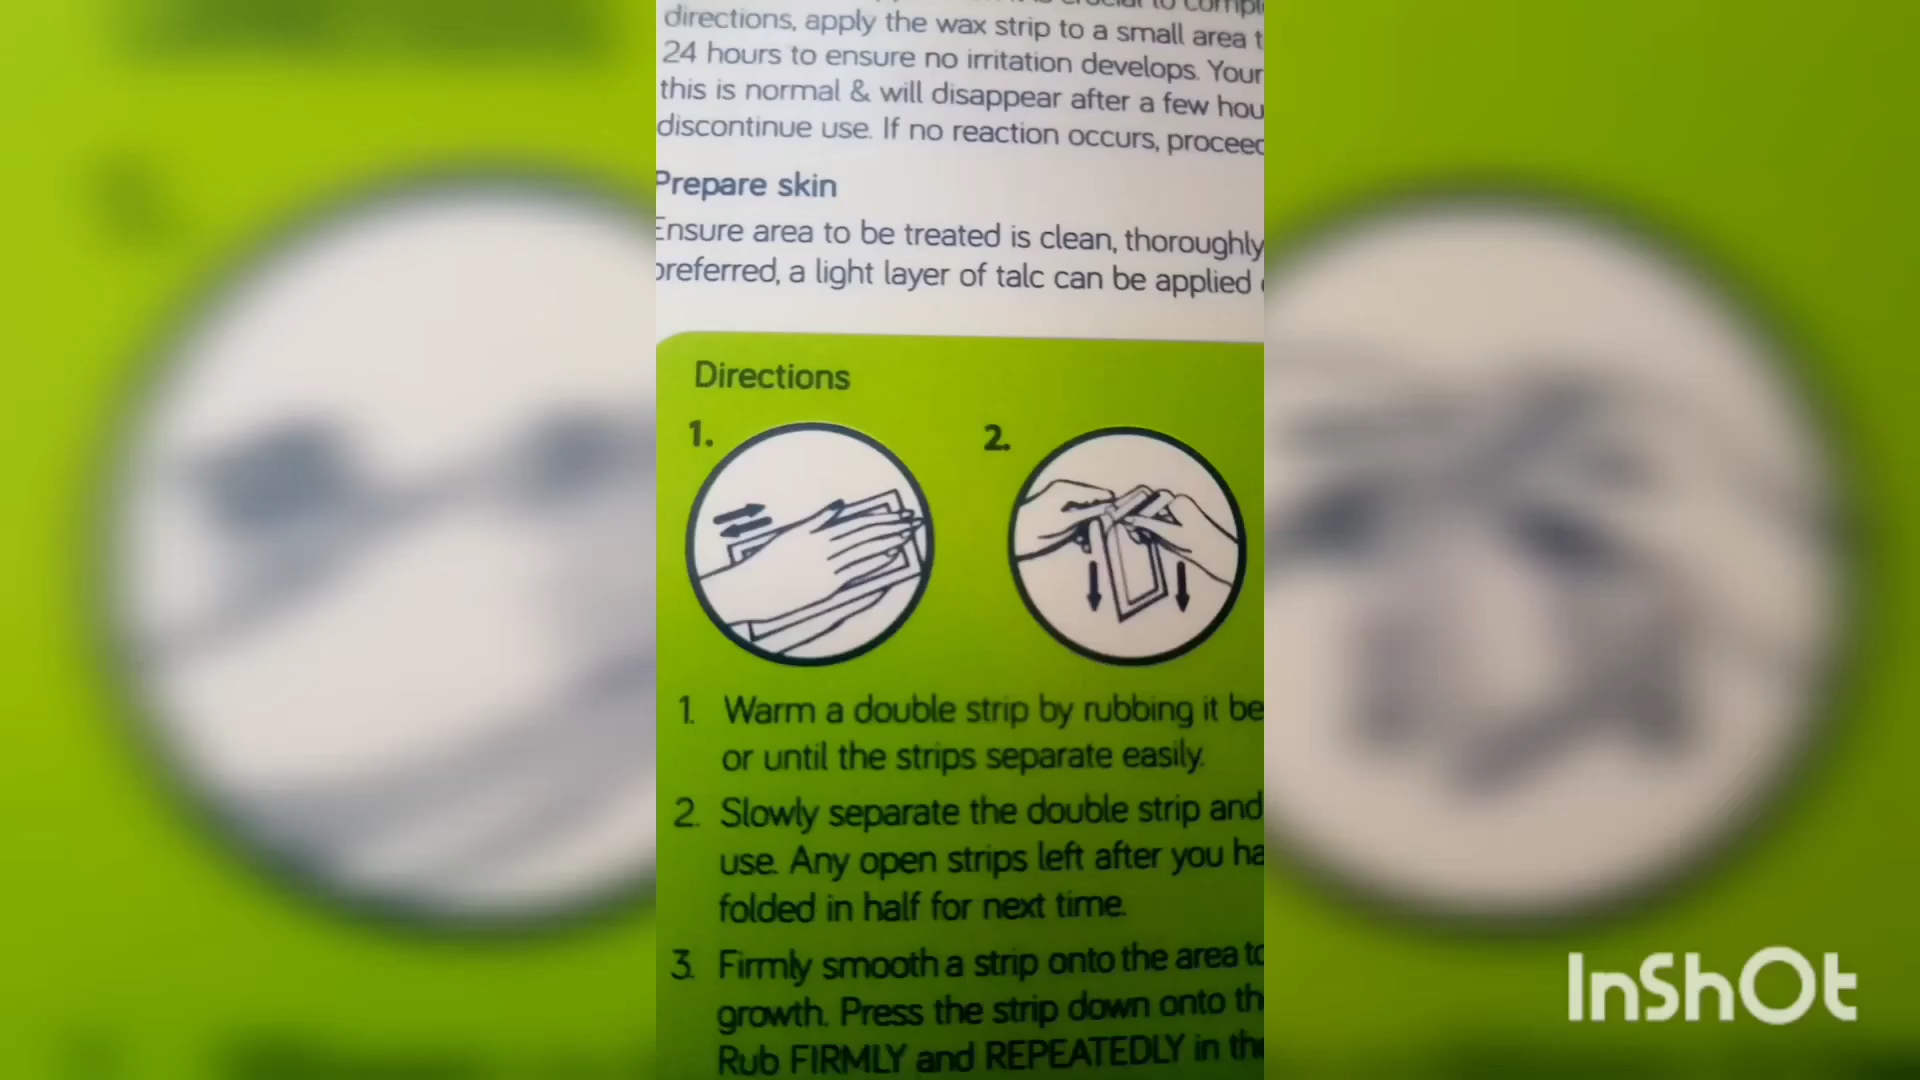 directions, apply the wax strip to a small area
24 hours to ensure no irritation develops. Your
this is normal & will disappear after a few
discontinue use. If no reaction occurs,
Prepare skin
Ensure area to be treated is clean, thoroughly
preferred, a light layer of talc can be applied
Directions
1.
2.
1. Warm a double strip by rubbing it
or until the strips separate easily.
2. Slowly separate the double strip and
use. Any open strips left after you
folded in half for next time.
3. Firmly smooth a strip onto the area
growth. Press the strip down onto
Rub FIRMLY and REPEATEDLY in
InShOt